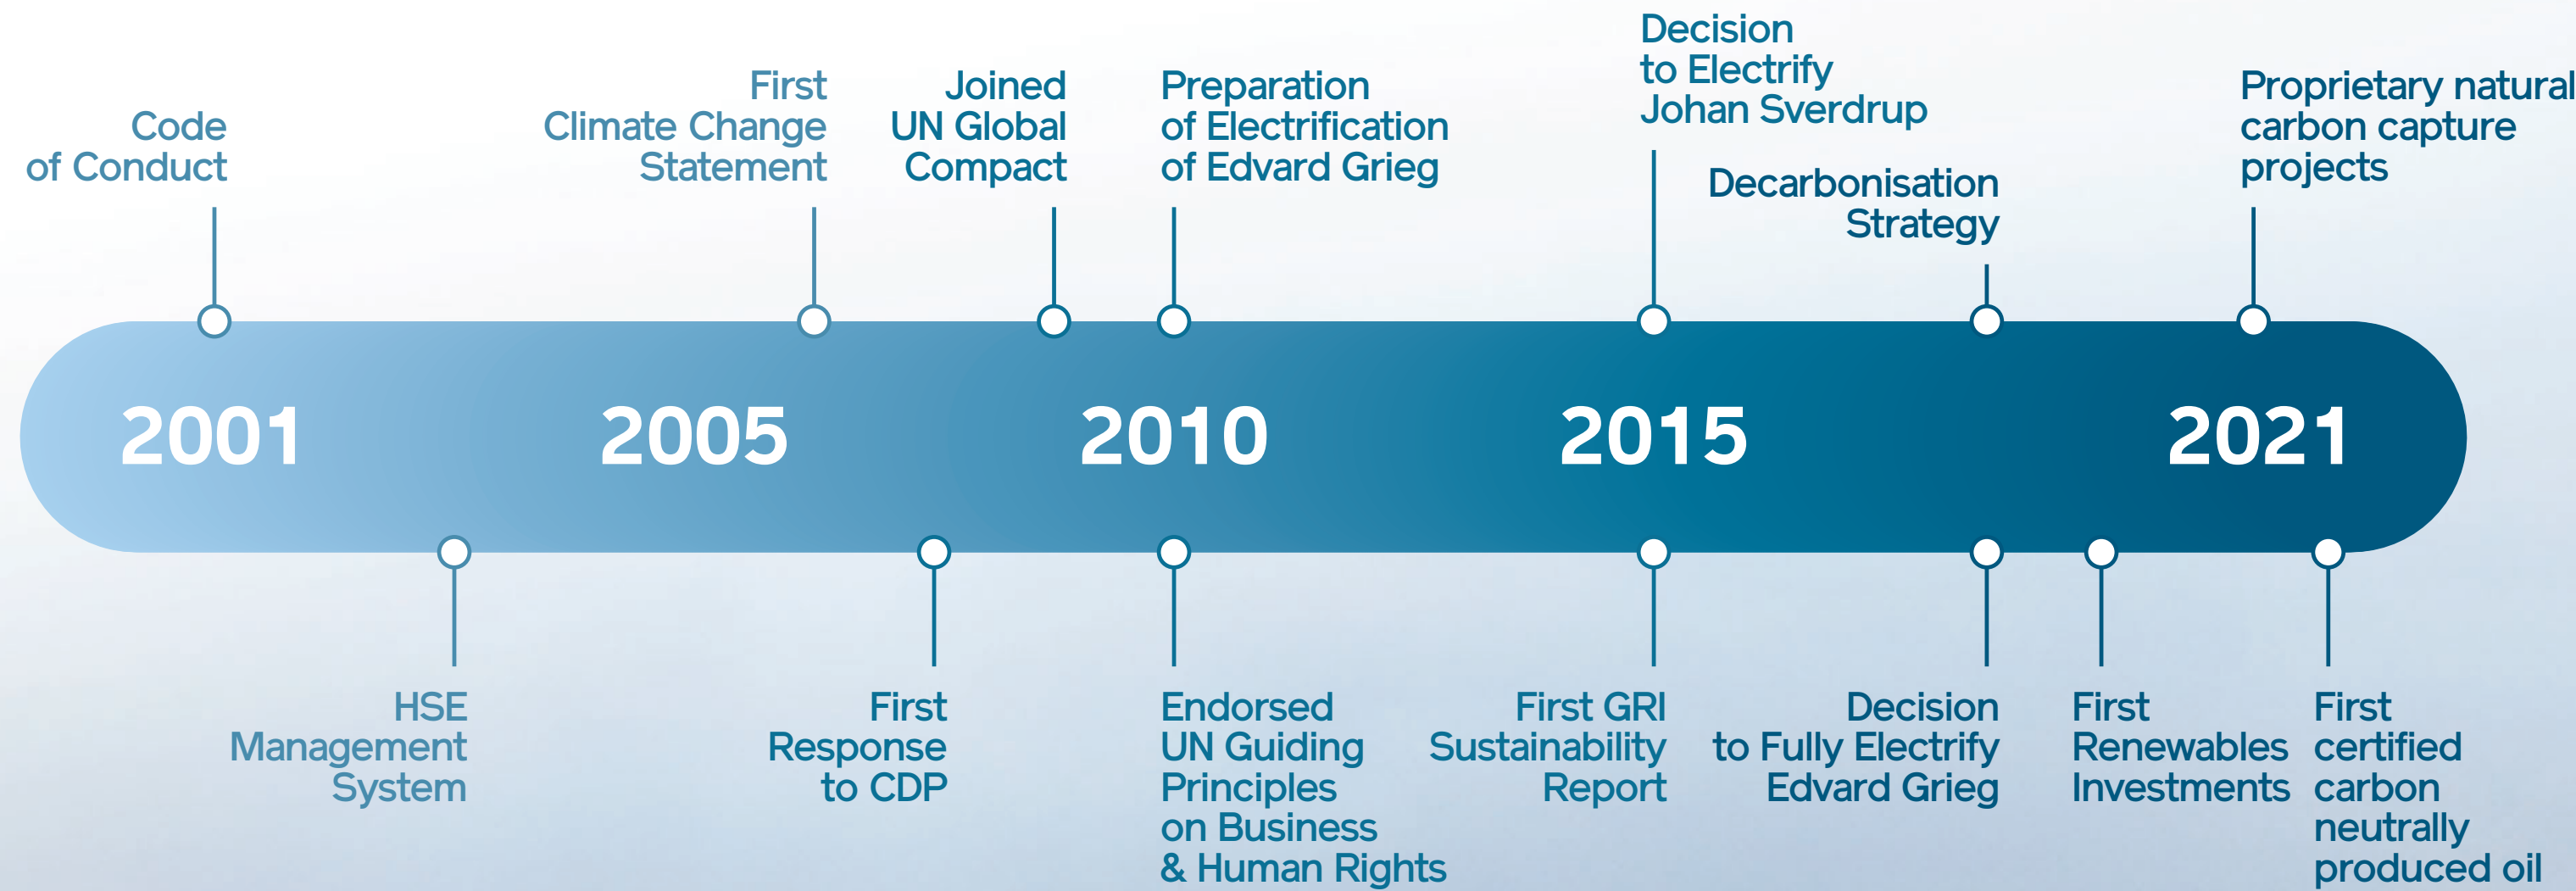 Code
of Conduct
First
Climate Change
Statement
Joined
UN Global
Compact
Preparation
of Electrification
of Edvard Grieg
Decision
to Electrify
Johan Sverdrup
Decarbonisation
Strategy
Proprietary natural
carbon capture
projects
2001
2005
2010
2015
2021
HSE
Management
System
First
Response
to CDP
Endorsed
UN Guiding
Principles
on Business
& Human Rights
First GRI
Sustainability
Report
Decision
to Fully Electrify
Edvard Grieg
First
Renewables
Investments
First
certified
carbon
neutrally
produced oil